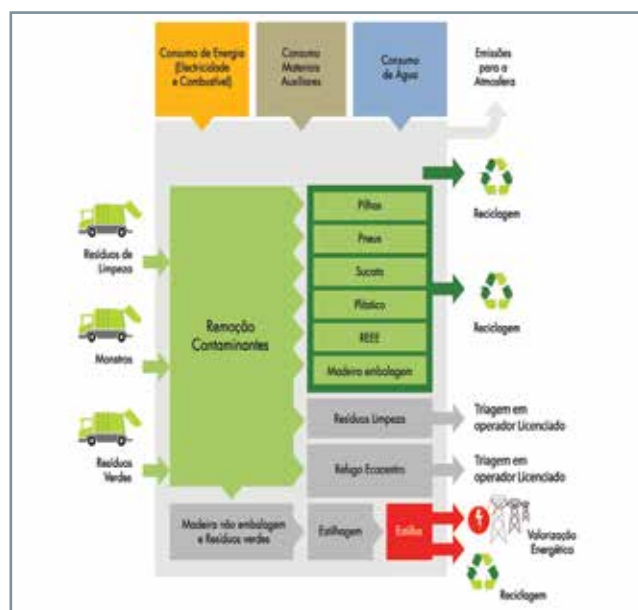 Consumo de Energia
(Electricidade
e Combustível)
Consumo
Materiais
Auxiliares
Consumo
de Água
Emissões
para a
Atmosfera
Reciclagem
Resíduos de
Limpeza
Monstros
Resíduos
Verdes
Remoção
Contaminantes
Pilhas
Pneus
Sucata
Plástico
REEE
Madeira embalagem
Reciclagem
Resíduos Limpeza
Triagem em
operador Licenciado
Refugo Ecocentro
Triagem em
operador Licenciado
Madeira não embalagem
e Resíduos verdes
Estilhagem
Estilha
Valorização
Energética
Reciclagem